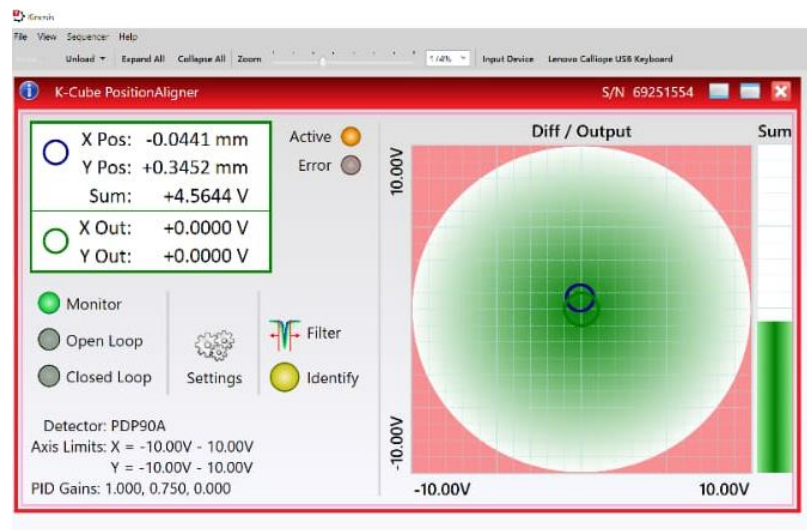 Kinesis
File View Sequencer Help
Unload Expand All Collapse All Zoom 174% Input Device Lenovo Calliope USB Keyboard
K-Cube PositionAligner S/N 69251554
X Pos: -0.0441 mm
Y Pos: +0.3452 mm
Sum: +4.5644 V
X Out: +0.0000 V
Y Out: +0.0000 V
Active
Error
Monitor
Open Loop
Closed Loop
Settings
Filter
Identify
Detector: PDP90A
Axis Limits: X = -10.00V - 10.00V
Y = -10.00V - 10.00V
PID Gains: 1.000, 0.750, 0.000
Diff / Output
Sum
10.00V
-10.00V
-10.00V 10.00V